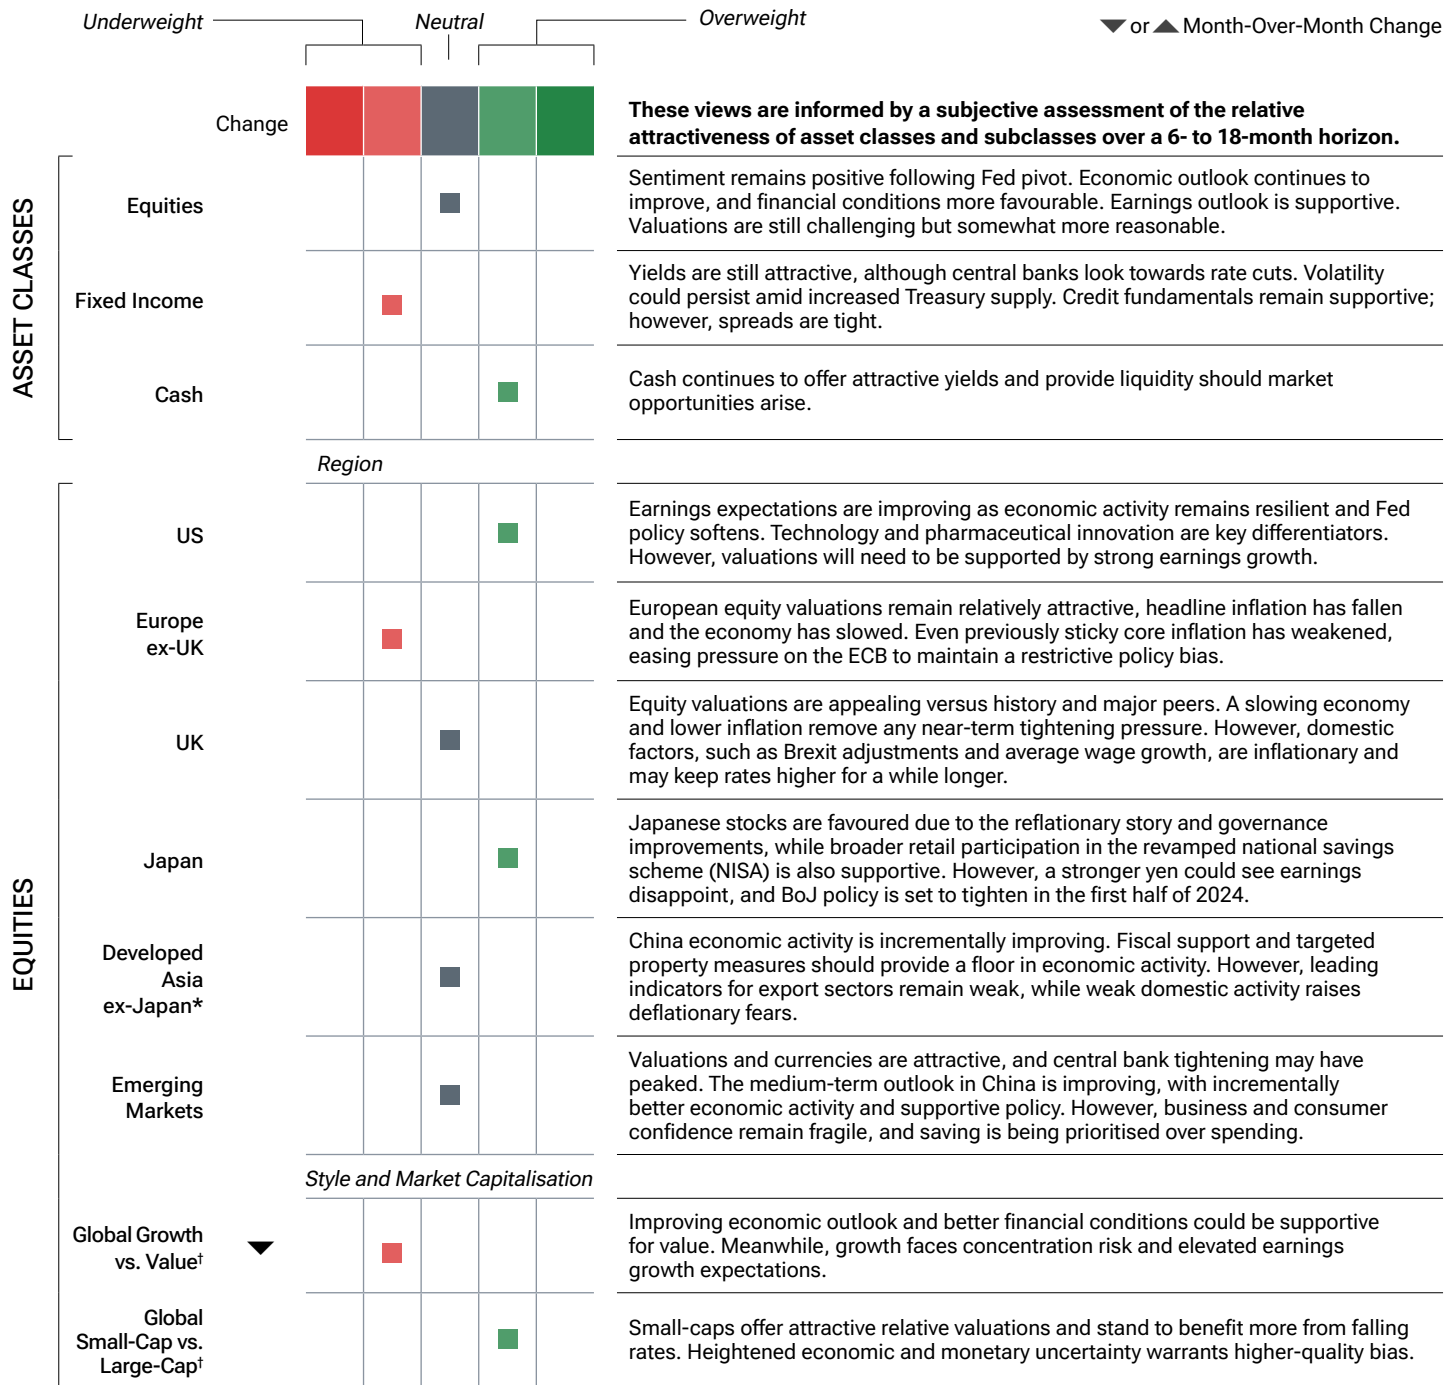 Underweight
Neutral
Overweight
▼ or ▲ Month-Over-Month Change
Change
These views are informed by a subjective assessment of the relative
attractiveness of asset classes and subclasses over a 6- to 18-month horizon.
ASSET CLASSES
Equities
Sentiment remains positive following Fed pivot. Economic outlook continues to
improve, and financial conditions more favourable. Earnings outlook is supportive.
Valuations are still challenging but somewhat more reasonable.
Fixed Income
Yields are still attractive, although central banks look towards rate cuts. Volatility
could persist amid increased Treasury supply. Credit fundamentals remain supportive;
however, spreads are tight.
Cash
Cash continues to offer attractive yields and provide liquidity should market
opportunities arise.
Region
EQUITIES
US
Earnings expectations are improving as economic activity remains resilient and Fed
policy softens. Technology and pharmaceutical innovation are key differentiators.
However, valuations will need to be supported by strong earnings growth.
Europe
ex-UK
European equity valuations remain relatively attractive, headline inflation has fallen
and the economy has slowed. Even previously sticky core inflation has weakened,
easing pressure on the ECB to maintain a restrictive policy bias.
UK
Equity valuations are appealing versus history and major peers. A slowing economy
and lower inflation remove any near-term tightening pressure. However, domestic
factors, such as Brexit adjustments and average wage growth, are inflationary and
may keep rates higher for a while longer.
Japan
Japanese stocks are favoured due to the reflationary story and governance
improvements, while broader retail participation in the revamped national savings
scheme (NISA) is also supportive. However, a stronger yen could see earnings
disappoint, and BoJ policy is set to tighten in the first half of 2024.
Developed
Asia
ex-Japan*
China economic activity is incrementally improving. Fiscal support and targeted
property measures should provide a floor in economic activity. However, leading
indicators for export sectors remain weak, while weak domestic activity raises
deflationary fears.
Emerging
Markets
Valuations and currencies are attractive, and central bank tightening may have
peaked. The medium-term outlook in China is improving, with incrementally
better economic activity and supportive policy. However, business and consumer
confidence remain fragile, and saving is being prioritised over spending.
Style and Market Capitalisation
Global Growth
vs. Value†
Improving economic outlook and better financial conditions could be supportive
for value. Meanwhile, growth faces concentration risk and elevated earnings
growth expectations.
Global
Small-Cap vs.
Large-Cap†
Small-caps offer attractive relative valuations and stand to benefit more from falling
rates. Heightened economic and monetary uncertainty warrants higher-quality bias.